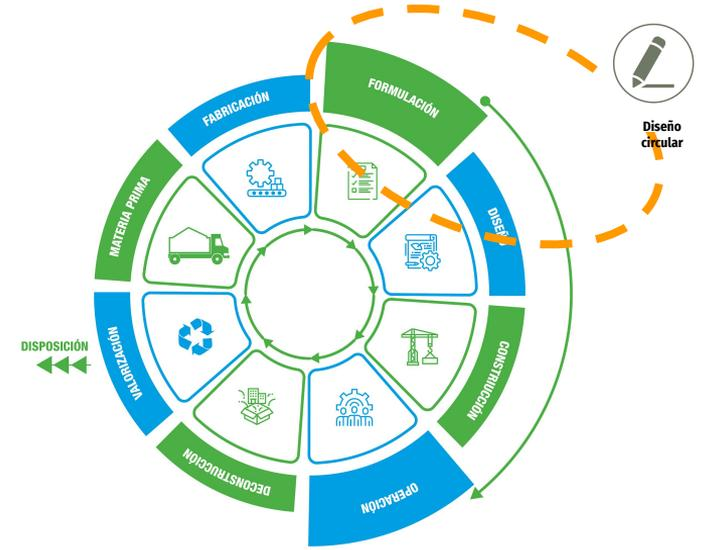 FORMULACIÓN
DISEÑO
CONSTRUCCIÓN
OPERACIÓN
DECONSTRUCCIÓN
VALORIZACIÓN
MATERIA PRIMA
FABRICACIÓN
DISPOSICIÓN
Diseño
circular